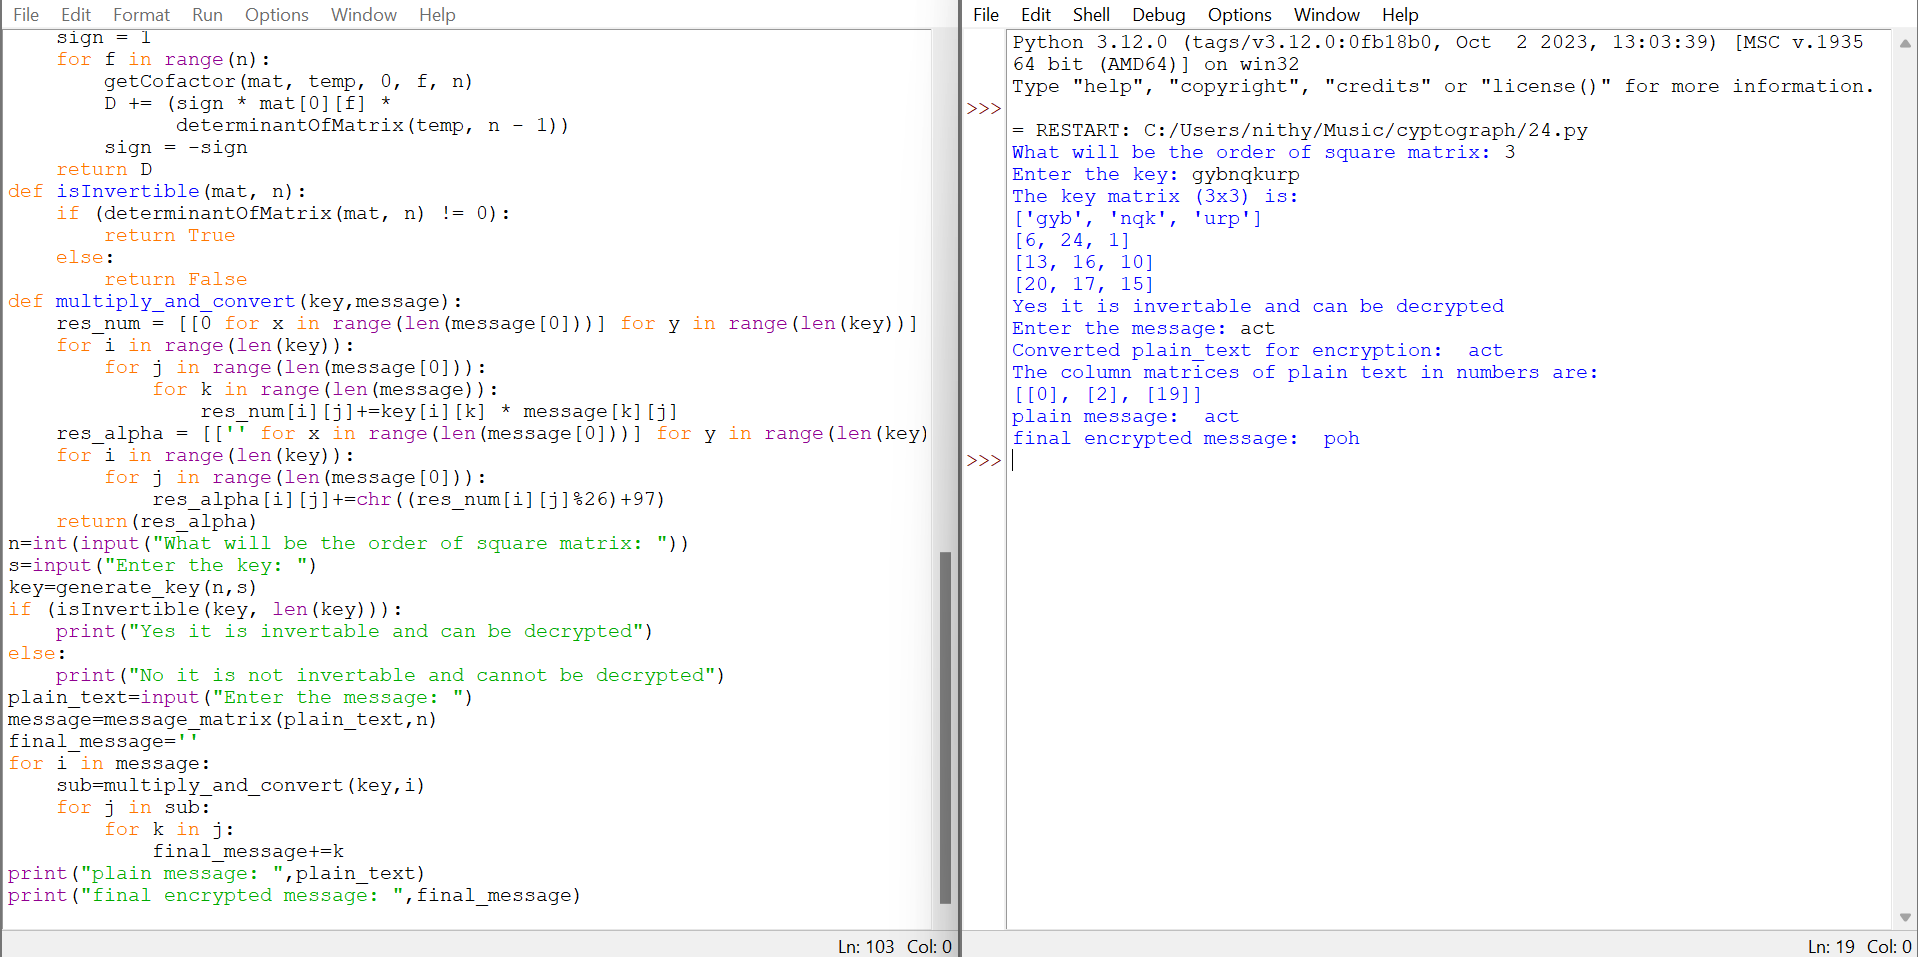 File Edit Format Run Options Window Help
    sign = 1
    for f in range(n):
        getCofactor(mat, temp, 0, f, n)
        D += (sign * mat[0][f] *
              determinantOfMatrix(temp, n - 1))
        sign = -sign
    return D
def isInvertible(mat, n):
    if (determinantOfMatrix(mat, n) != 0):
        return True
    else:
        return False
def multiply_and_convert(key,message):
    res_num = [[0 for x in range(len(message[0]))] for y in range(len(key))]
    for i in range(len(key)):
        for j in range(len(message[0])):
            for k in range(len(message)):
                res_num[i][j]+=key[i][k] * message[k][j]
    res_alpha = [['' for x in range(len(message[0]))] for y in range(len(key)
    for i in range(len(key)):
        for j in range(len(message[0])):
            res_alpha[i][j]+=chr((res_num[i][j]%26)+97)
    return(res_alpha)
n=int(input("What will be the order of square matrix: "))
s=input("Enter the key: ")
key=generate_key(n,s)
if (isInvertible(key, len(key))):
    print("Yes it is invertable and can be decrypted")
else:
    print("No it is not invertable and cannot be decrypted")
plain_text=input("Enter the message: ")
message=message_matrix(plain_text,n)
final_message=''
for i in message:
    sub=multiply_and_convert(key,i)
    for j in sub:
        for k in j:
            final_message+=k
print("plain message: ",plain_text)
print("final encrypted message: ",final_message)
Ln: 103 Col: 0
File Edit Shell Debug Options Window Help
Python 3.12.0 (tags/v3.12.0:0fb18b0, Oct  2 2023, 13:03:39) [MSC v.1935
64 bit (AMD64)] on win32
Type "help", "copyright", "credits" or "license()" for more information.
>>>
= RESTART: C:/Users/nithy/Music/cyptograph/24.py
What will be the order of square matrix: 3
Enter the key: gybnqkurp
The key matrix (3x3) is:
['gyb', 'nqk', 'urp']
[6, 24, 1]
[13, 16, 10]
[20, 17, 15]
Yes it is invertable and can be decrypted
Enter the message: act
Converted plain_text for encryption:  act
The column matrices of plain text in numbers are:
[[0], [2], [19]]
plain message:  act
final encrypted message:  poh
>>>
Ln: 19 Col: 0